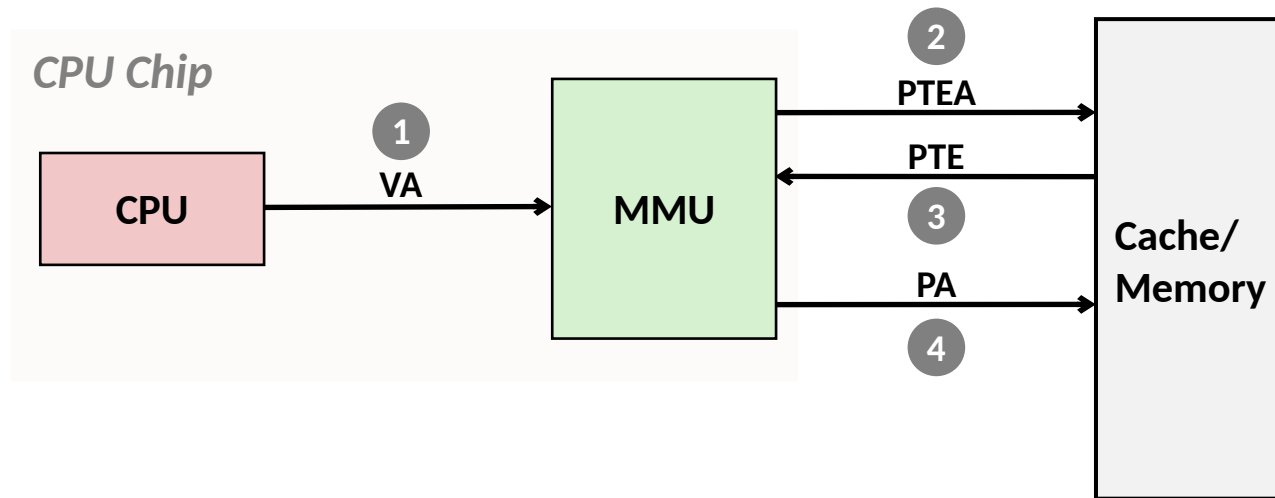 CPU Chip
1
VA
CPU
MMU
2
PTEA
PTE
3
PA
4
Cache/
Memory